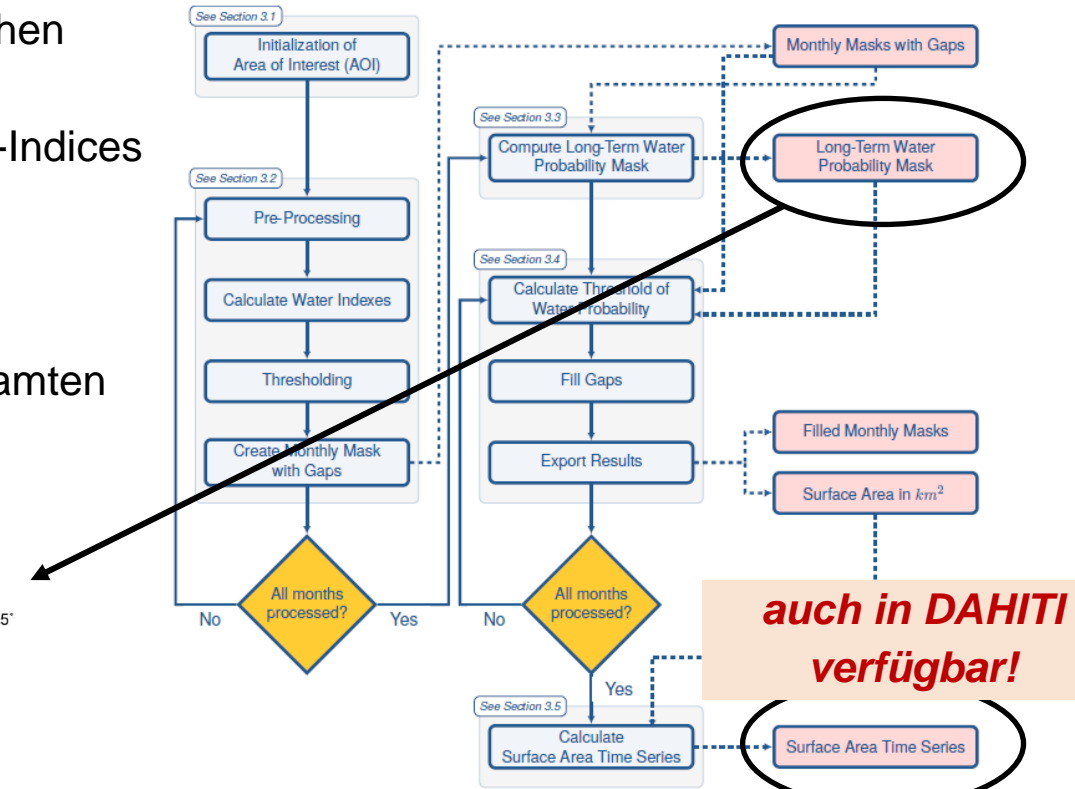 hen
-Indices
amten
5°
See Section 3.1
Initialization of
Area of Interest (AOI)
See Section 3.2
Pre-Processing
Calculate Water Indexes
Thresholding
Create Monthly Mask
with Gaps
All months
processed?
No
Yes
See Section 3.3
Compute Long-Term Water
Probability Mask
See Section 3.4
Calculate Threshold of
Water Probability
Fill Gaps
Export Results
All months
processed?
No
Yes
See Section 3.5
Calculate
Surface Area Time Series
Monthly Masks with Gaps
Long-Term Water
Probability Mask
Filled Monthly Masks
Surface Area in km²
auch in DAHITI
verfügbar!
Surface Area Time Series